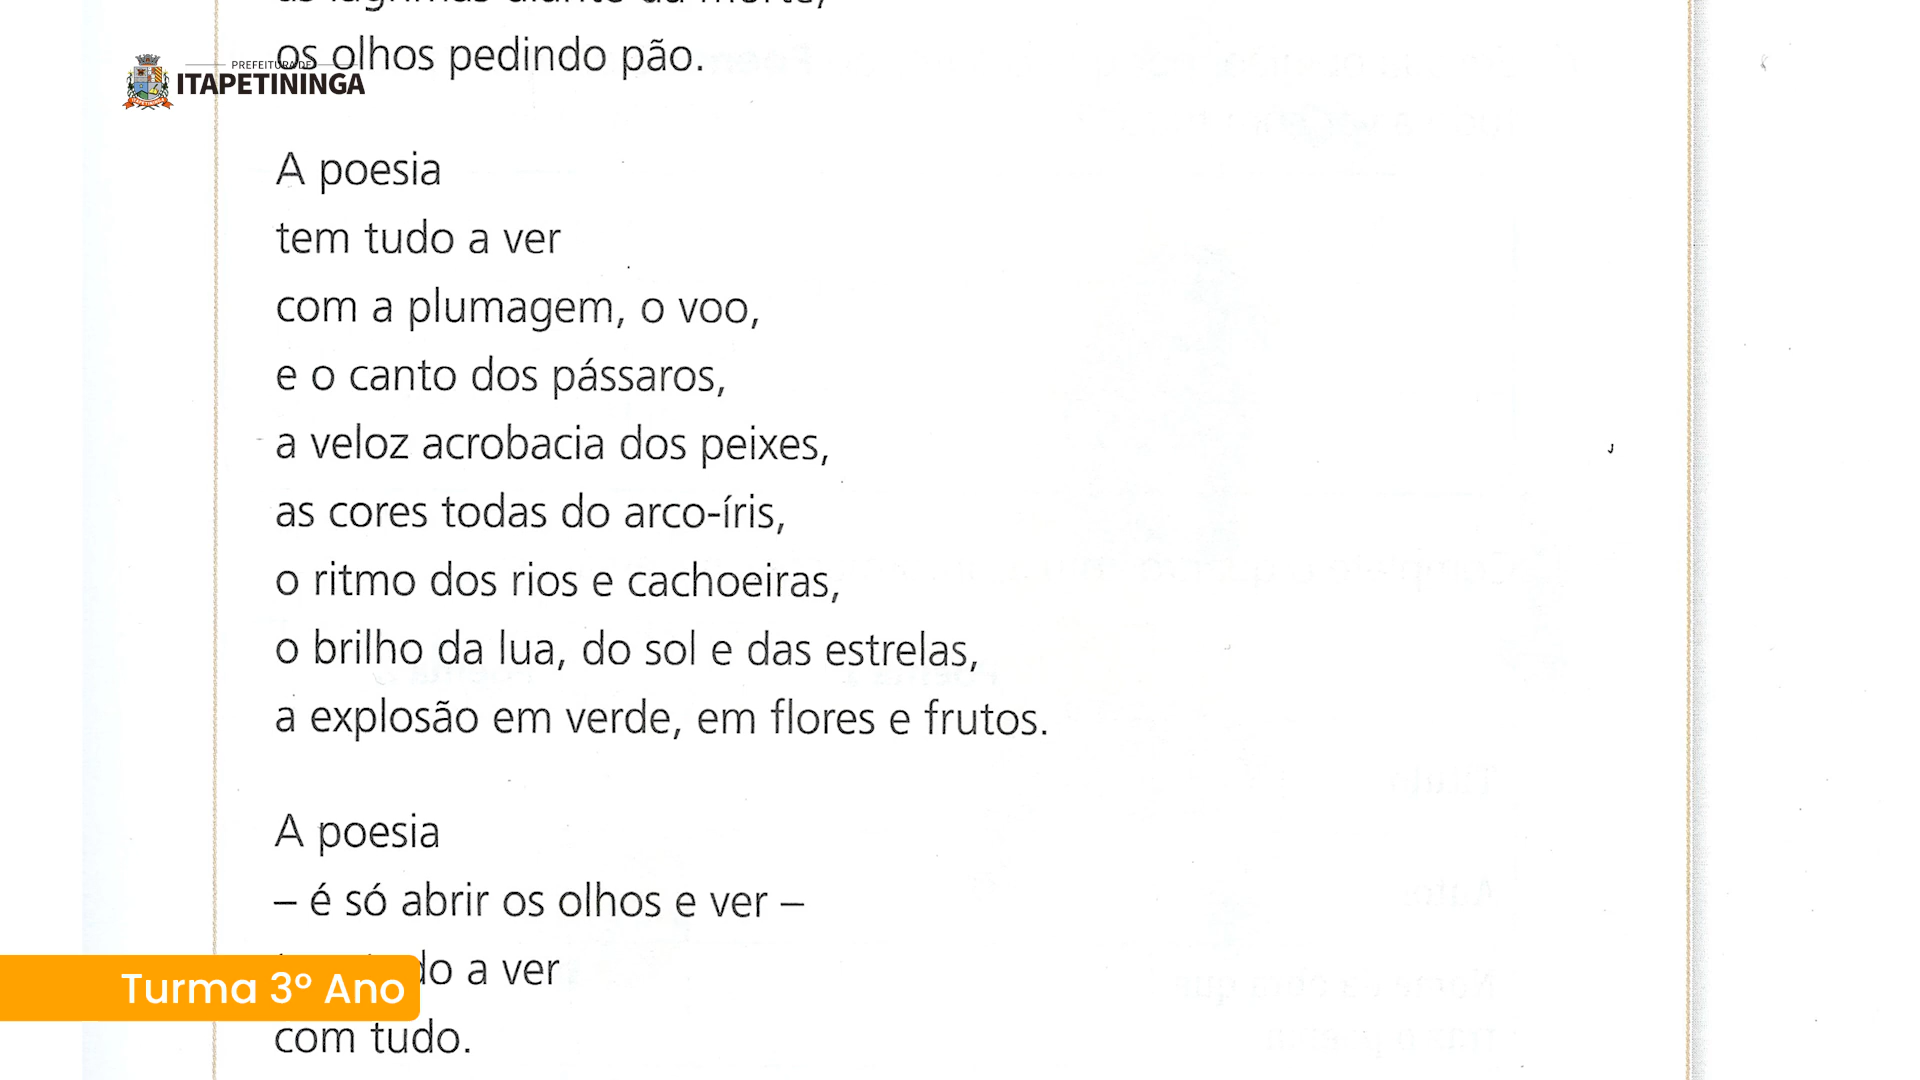 os olhos pedindo pão.
PREFEITURA DE
ITAPETININGA
A poesia
tem tudo a ver
com a plumagem, o voo,
e o canto dos pássaros,
a veloz acrobacia dos peixes,
as cores todas do arco-íris,
o ritmo dos rios e cachoeiras,
o brilho da lua, do sol e das estrelas,
a explosão em verde, em flores e frutos.
A poesia
– é só abrir os olhos e ver –
a ver
Turma 3º Ano
com tudo.